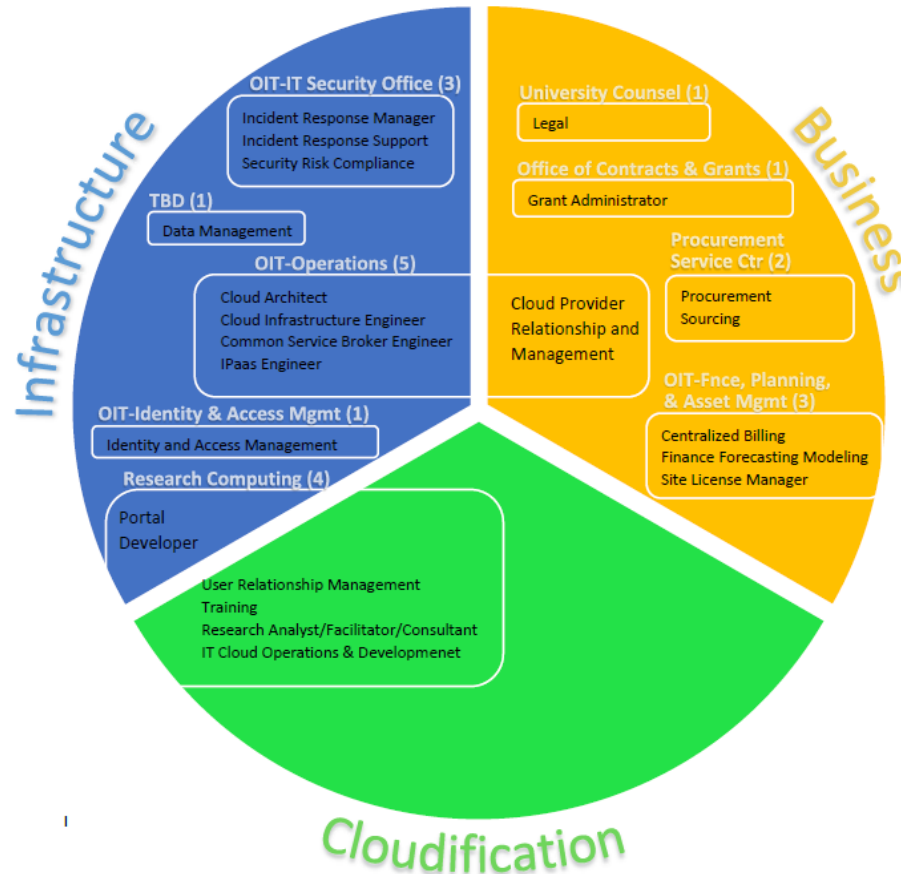 Infrastructure
OIT-IT Security Office (3)
Incident Response Manager
Incident Response Support
Security Risk Compliance
TBD (1)
Data Management
OIT-Operations (5)
Cloud Architect
Cloud Infrastructure Engineer
Common Service Broker Engineer
IPaas Engineer
Cloud Provider
Relationship and
Management
OIT-Identity & Access Mgmt (1)
Identity and Access Management
Research Computing (4)
Portal
Developer
User Relationship Management
Training
Research Analyst/Facilitator/Consultant
IT Cloud Operations & Developmenet
Business
University Counsel (1)
Legal
Office of Contracts & Grants (1)
Grant Administrator
Procurement
Service Ctr (2)
Procurement
Sourcing
OIT-Fnce, Planning,
& Asset Mgmt (3)
Centralized Billing
Finance Forecasting Modeling
Site License Manager
Cloudification
I